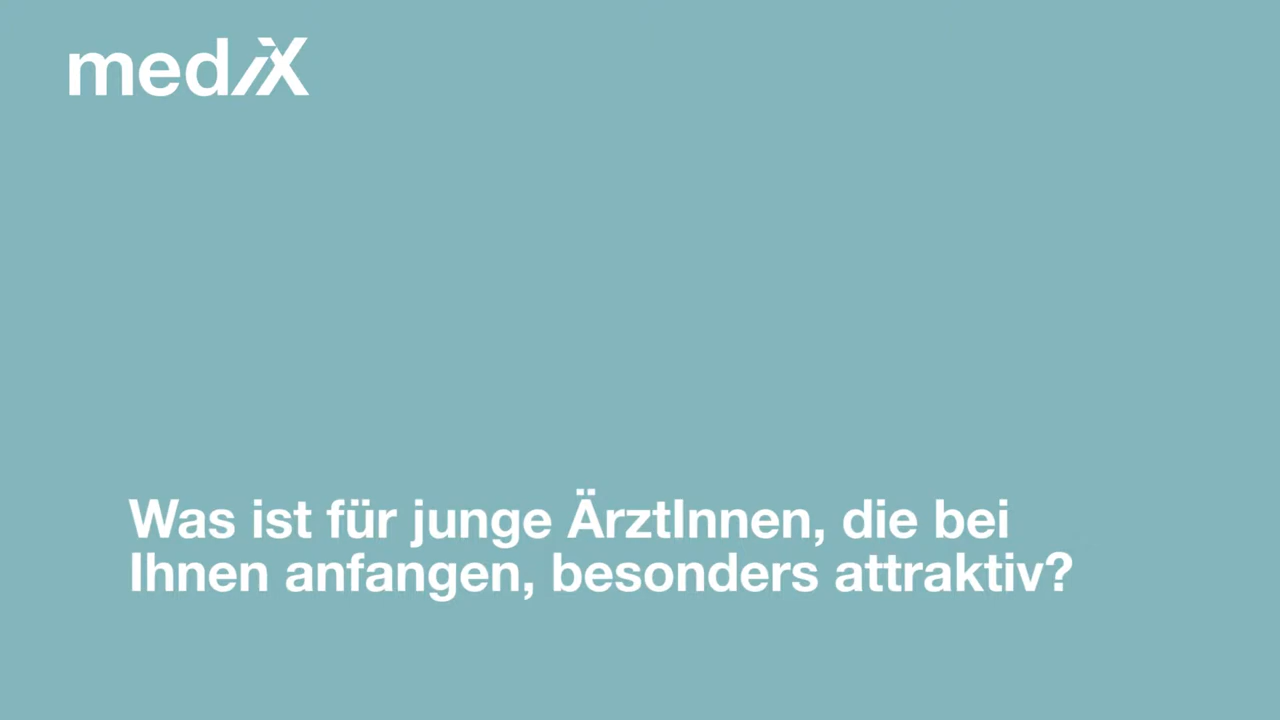 mediX
Was ist für junge ÄrztInnen, die bei
Ihnen anfangen, besonders attraktiv?